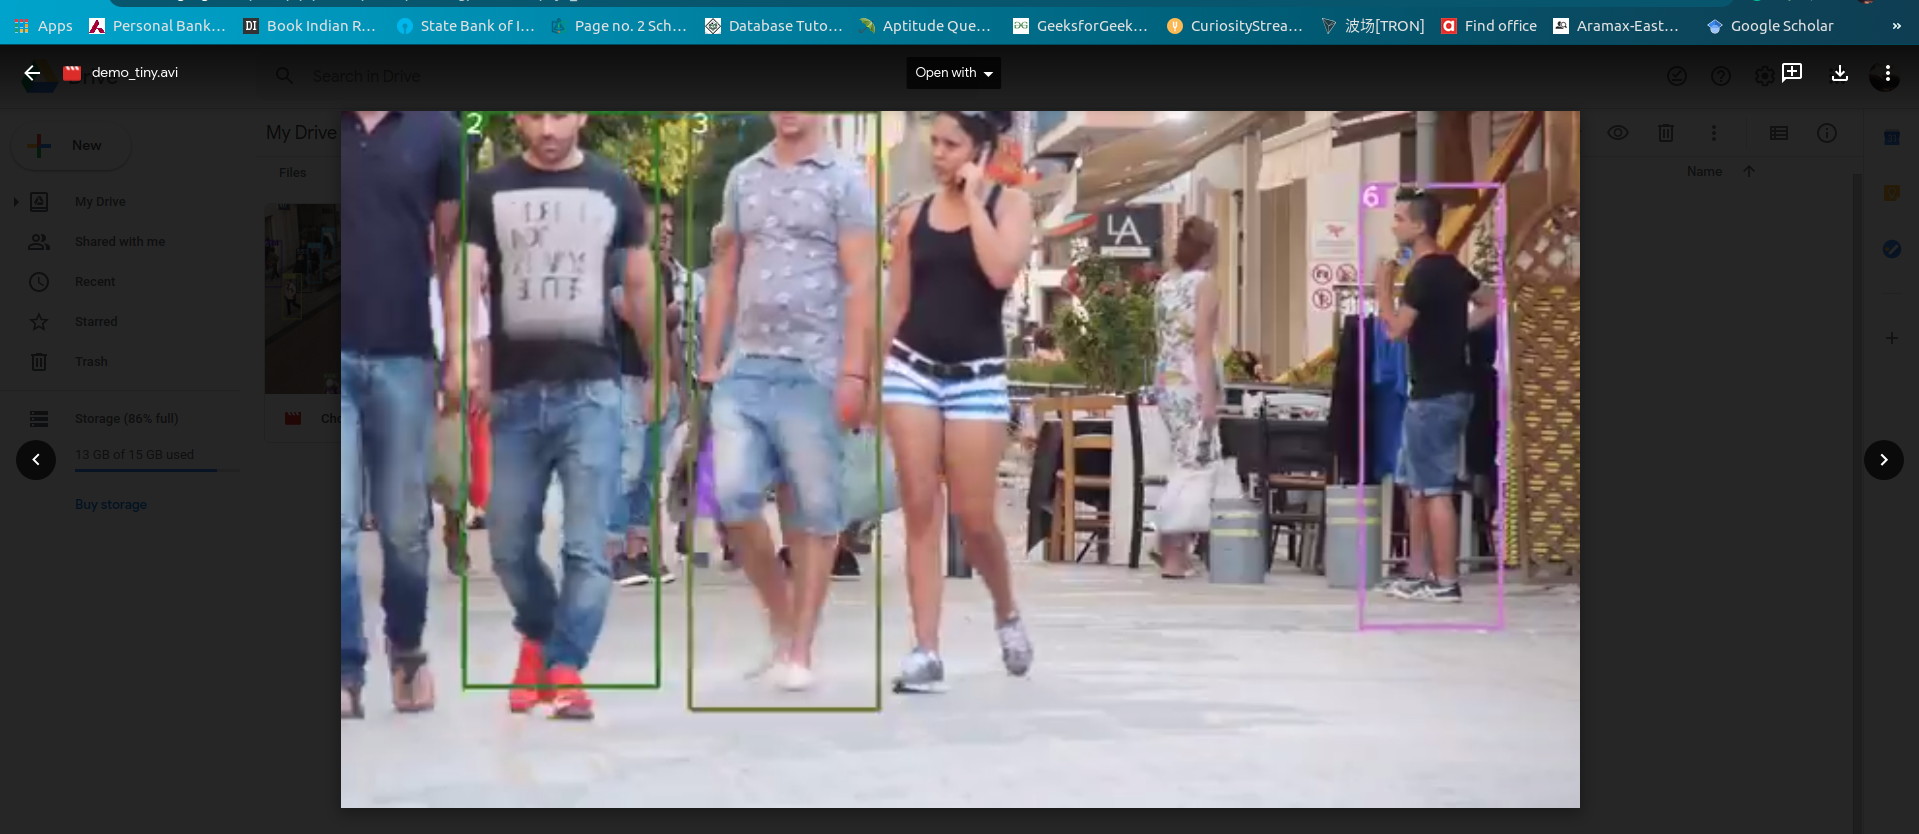 Apps
Personal Bank...
Book Indian R...
State Bank of I...
Page no. 2 Sch...
Database Tuto...
Aptitude Que...
GeeksforGeek...
CuriosityStrea...
波场[TRON]
Find office
Aramax-East...
Google Scholar
»
demo_tiny.avi
Search in Drive
Open with
New
My Drive
Name
Files
My Drive
Shared with me
Recent
Starred
Trash
Storage (86% full)
13 GB of 15 GB used
Buy storage
2
3
6
LA